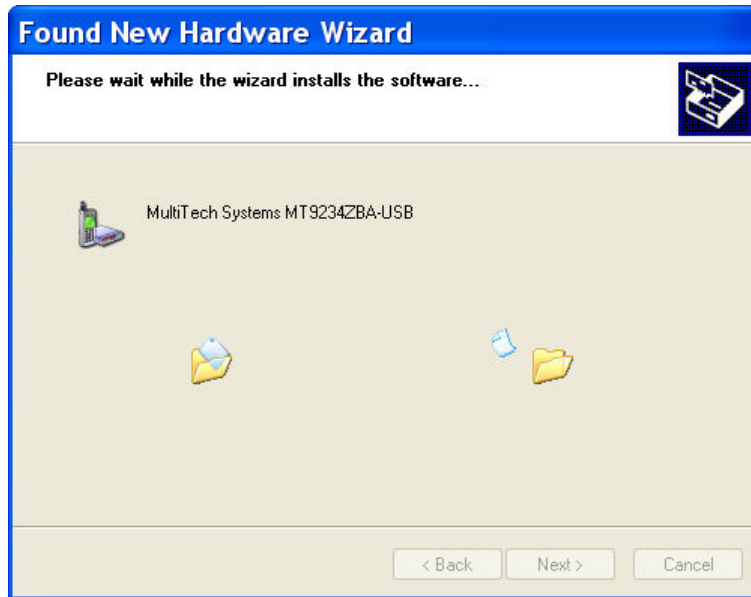 Found New Hardware Wizard
Please wait while the wizard installs the software...
MultiTech Systems MT9234ZBA-USB
< Back Next > Cancel